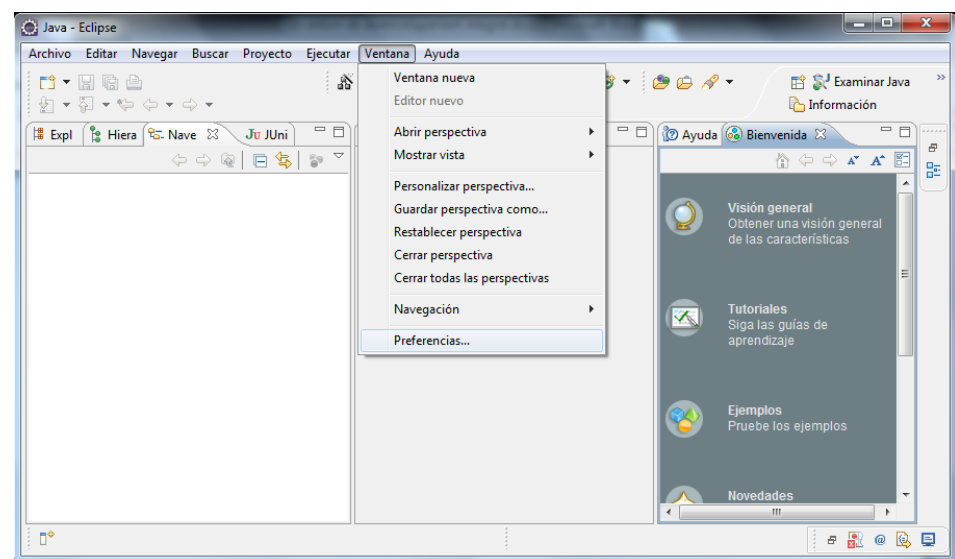 Java - Eclipse
Archivo Editar Navegar Buscar Proyecto Ejecutar Ventana Ayuda
Ventana nueva
Editor nuevo
Abrir perspectiva
Mostrar vista
Personalizar perspectiva...
Guardar perspectiva como...
Restablecer perspectiva
Cerrar perspectiva
Cerrar todas las perspectivas
Navegación
Preferencias...
Examinar Java
Información
Expl Hiera Nave JUni
Ayuda Bienvenida
Visión general
Obtener una visión general
de las características
Tutoriales
Siga las guías de
aprendizaje
Ejemplos
Pruebe los ejemplos
Novedades